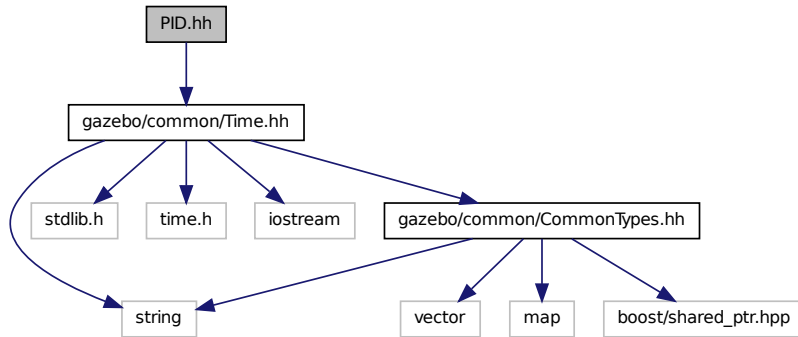 PID.hh
gazebo/common/Time.hh
stdlib.h
time.h
iostream
gazebo/common/CommonTypes.hh
string
vector
map
boost/shared_ptr.hpp